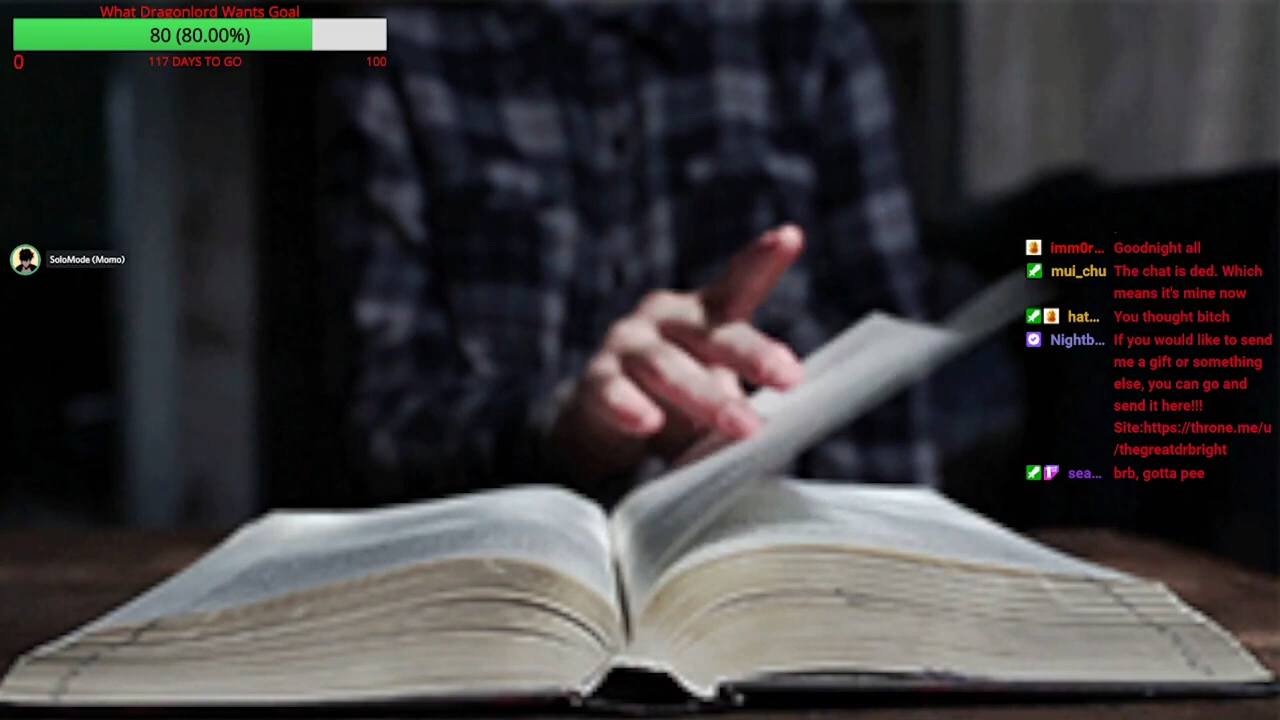 What Dragonlord Wants Goal
80 (80.00%)
0 117 DAYS TO GO 100
SoloMode (Momo)
imm0r... Goodnight all
mui_chu The chat is ded. Which
means it's mine now
hat... You thought bitch
Nightb... If you would like to send
me a gift or something
else, you can go and
send it here!!!
Site:https://throne.me/u
/thegreatdrbright
sea... brb, gotta pee